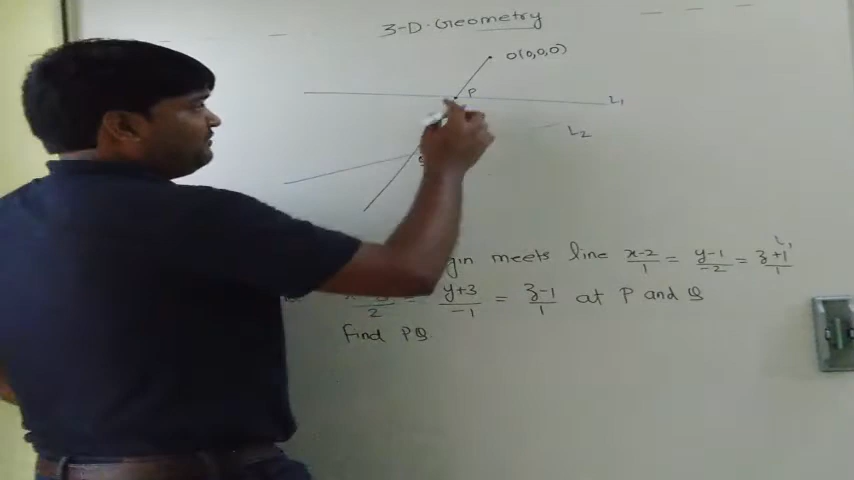 3-D-Geometry
O(0,0,0)
P
L₁
L₂
meets line x-2/1 = y-1/-2 = z+1/1 L₁
2 = y+3/-1 = z-1/1 at P and Q
find PQ.